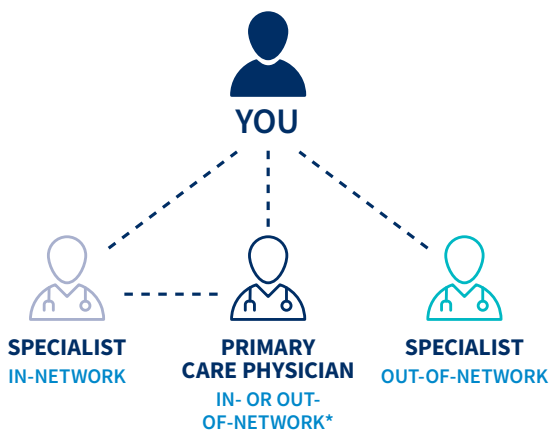 YOU
SPECIALIST
IN-NETWORK
PRIMARY
CARE PHYSICIAN
IN- OR OUT-
OF-NETWORK*
SPECIALIST
OUT-OF-NETWORK